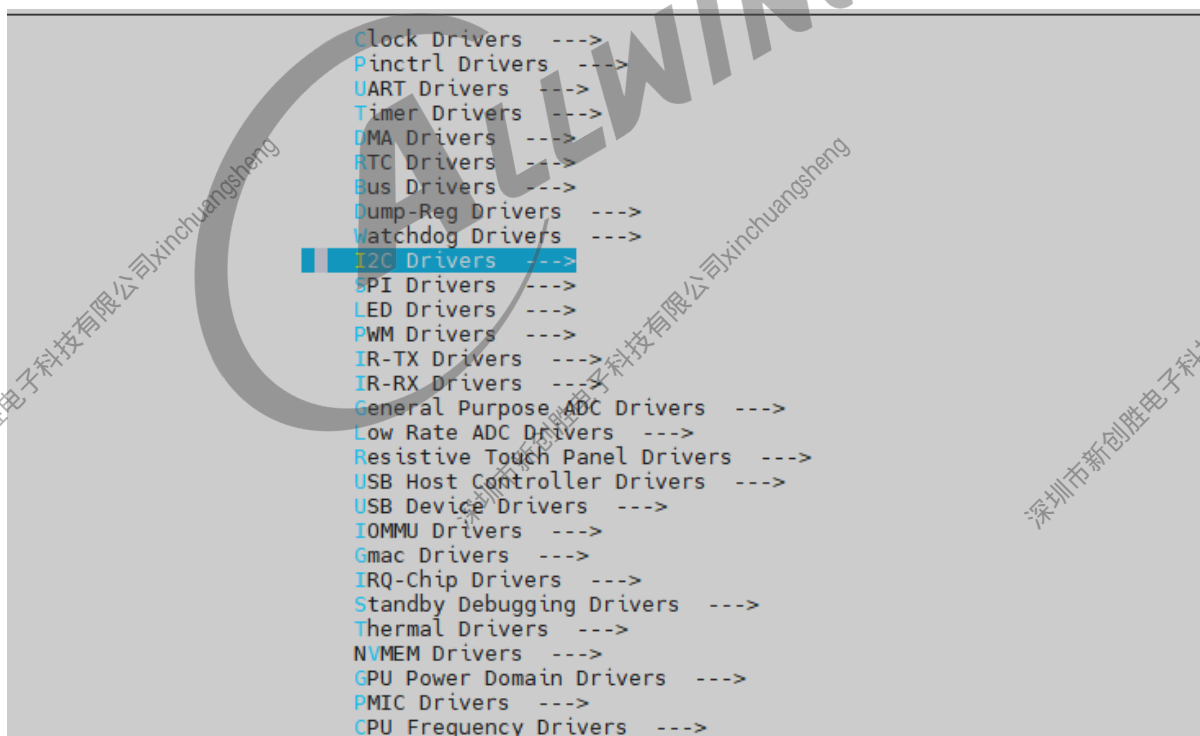 Clock Drivers  --->
Pinctrl Drivers  --->
UART Drivers  --->
Timer Drivers  --->
DMA Drivers  --->
RTC Drivers  --->
Bus Drivers  --->
Dump-Reg Drivers  --->
Watchdog Drivers  --->
I2C Drivers  --->
SPI Drivers  --->
LED Drivers  --->
PWM Drivers  --->
IR-TX Drivers  --->
IR-RX Drivers  --->
General Purpose ADC Drivers  --->
Low Rate ADC Drivers  --->
Resistive Touch Panel Drivers  --->
USB Host Controller Drivers  --->
USB Device Drivers  --->
IOMMU Drivers  --->
Gmac Drivers  --->
IRQ-Chip Drivers  --->
Standby Debugging Drivers  --->
Thermal Drivers  --->
NVMEM Drivers  --->
GPU Power Domain Drivers  --->
PMIC Drivers  --->
CPU Frequency Drivers  --->
ALLWIN
胜电子科技有限公司xinchuangsheng
深圳市新创胜电子科技有限公司xinchuangsheng
深圳市新创胜电子科技